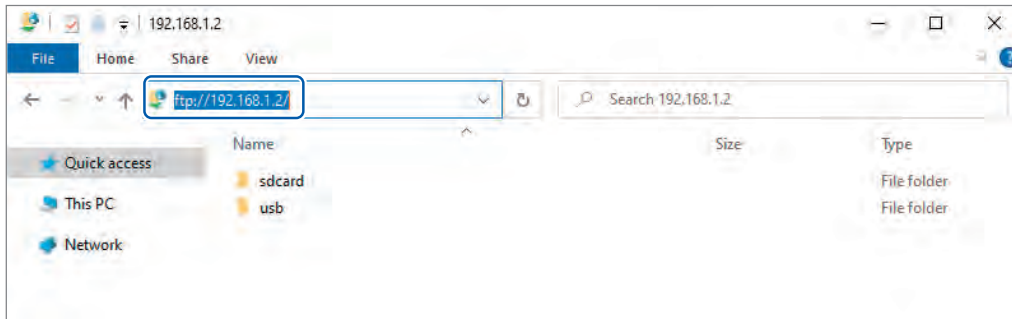 192.168.1.2
File Home Share View
ftp://192.168.1.2/ Search 192.168.1.2
Name Size Type
Quick access
sdcard File folder
This PC
usb File folder
Network